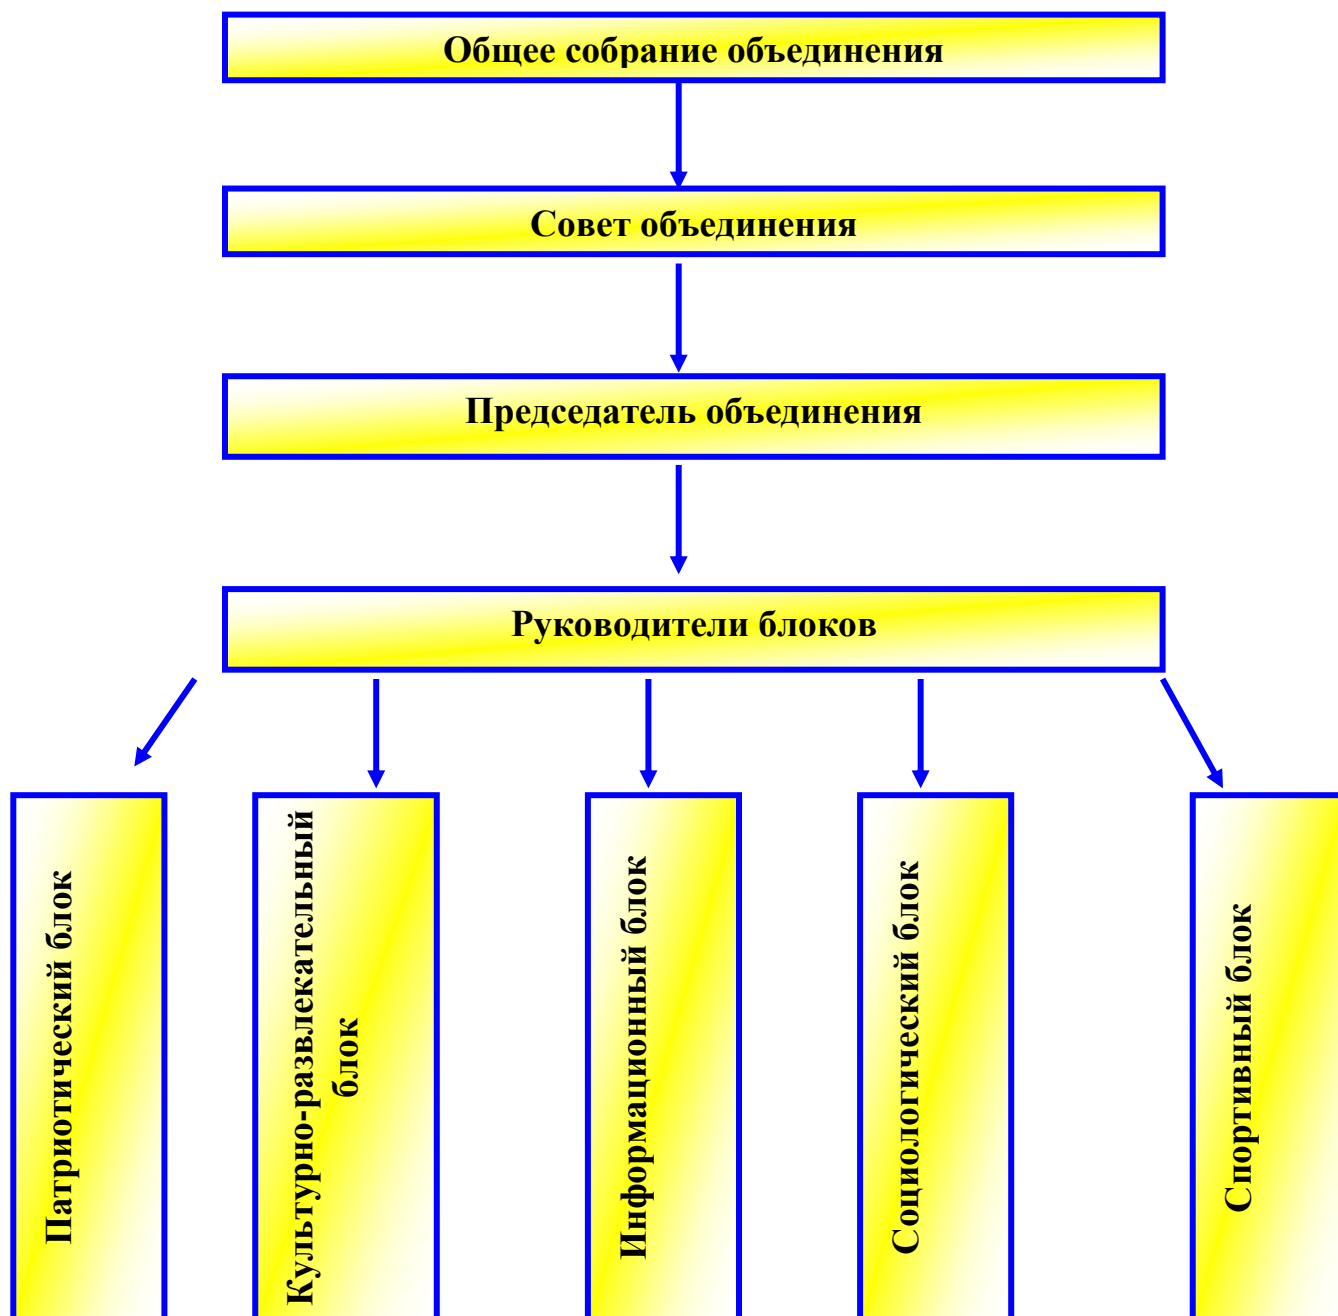 Общее собрание объединения
Совет объединения
Председатель объединения
Руководители блоков
Патриотический блок
Культурно-развлекательный
блок
Информационный блок
Социологический блок
Спортивный блок